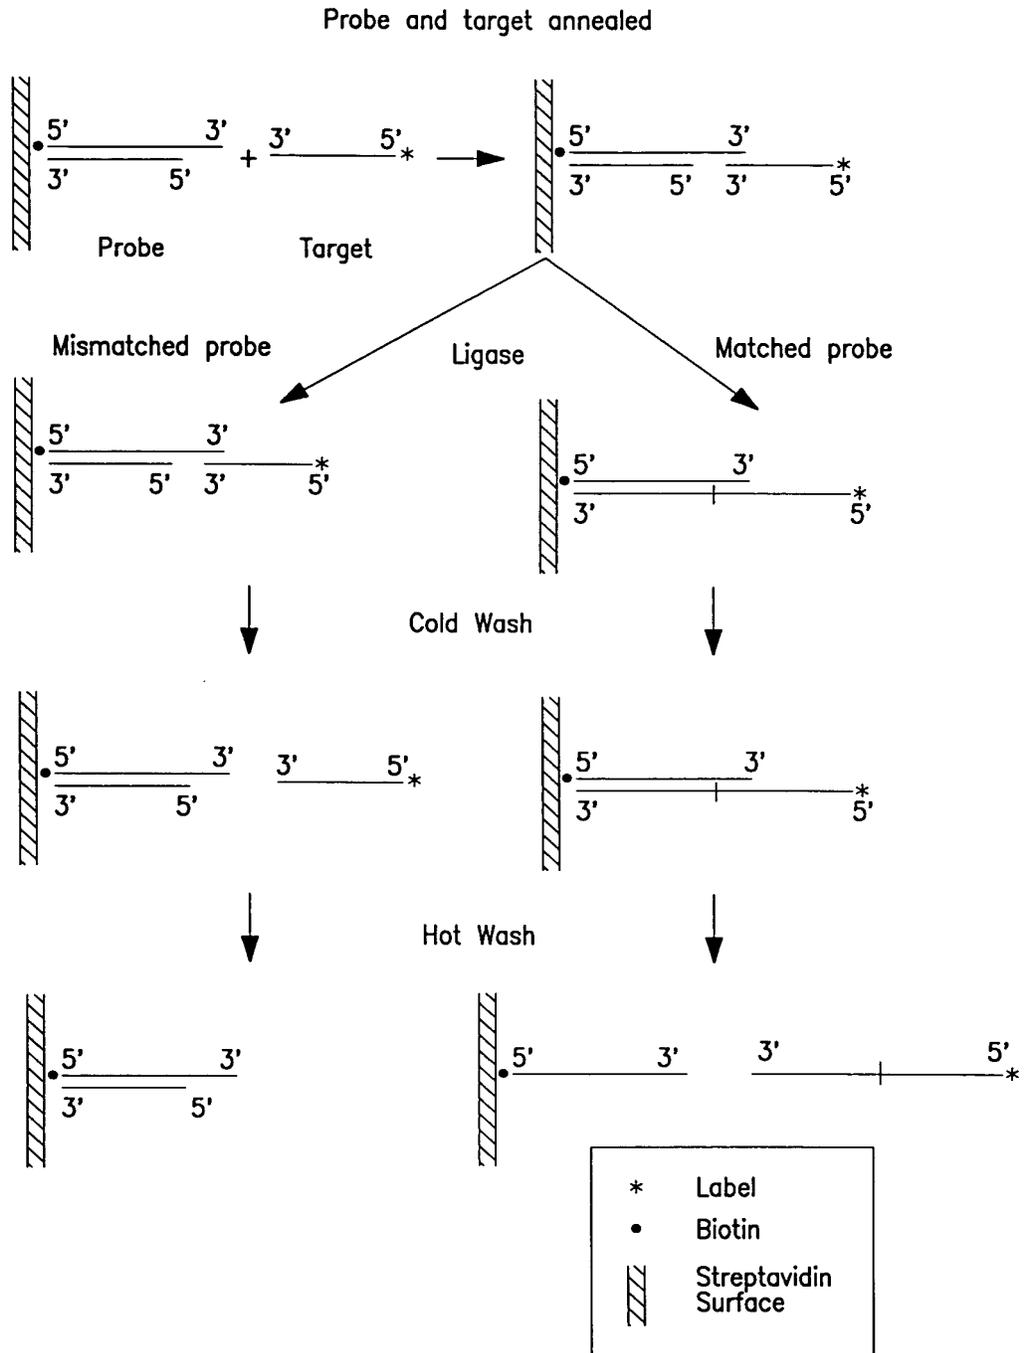 Probe and target annealed
5' 3' 3' 5' * 5' 3'
+
3' 5' 3' 5' 3' * 5'
Probe Target
Mismatched probe Ligase Matched probe
5' 3' * 5' 3'
3' 5' 3' 5' 3' * 5'
Cold Wash
5' 3' 3' 5' * 5' 3'
3' 5' 3' * 5'
Hot Wash
5' 3' 5' 3' 3' 5' *
3' 5'
* Label
Biotin
Streptavidin
Surface